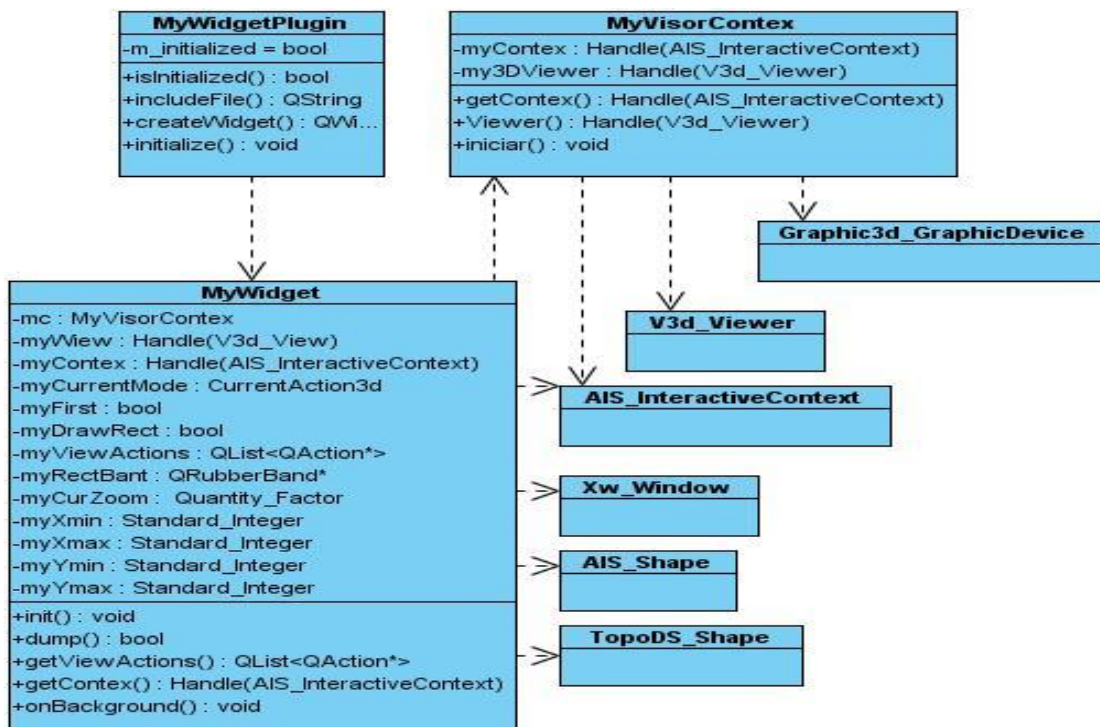 MyWidgetPlugin
-m_initialized = bool
+isInitialized() : bool
+includeFile() : QString
+createWidget() : QWi...
+initialize() : void
MyVisorContex
-myContex : Handle(AIS_InteractiveContext)
-my3DViewer : Handle(V3d_Viewer)
+getContex() : Handle(AIS_InteractiveContext)
+Viewer() : Handle(V3d_Viewer)
+iniciar() : void
Graphic3d_GraphicDevice
V3d_Viewer
AIS_InteractiveContext
Xw_Window
AIS_Shape
TopoDS_Shape
MyWidget
-mc : MyVisorContex
-myWiew : Handle(V3d_View)
-myContex : Handle(AIS_InteractiveContext)
-myCurrentMode : CurrentAction3d
-myFirst : bool
-myDrawRect : bool
-myViewActions : QList<QAction*>
-myRectBant : QRubberBand*
-myCurZoom : Quantity_Factor
-myXmin : Standard_Integer
-myXmax : Standard_Integer
-myYmin : Standard_Integer
-myYmax : Standard_Integer
+init() : void
+dump() : bool
+getViewActions() : QList<QAction*>
+getContex() : Handle(AIS_InteractiveContext)
+onBackground() : void